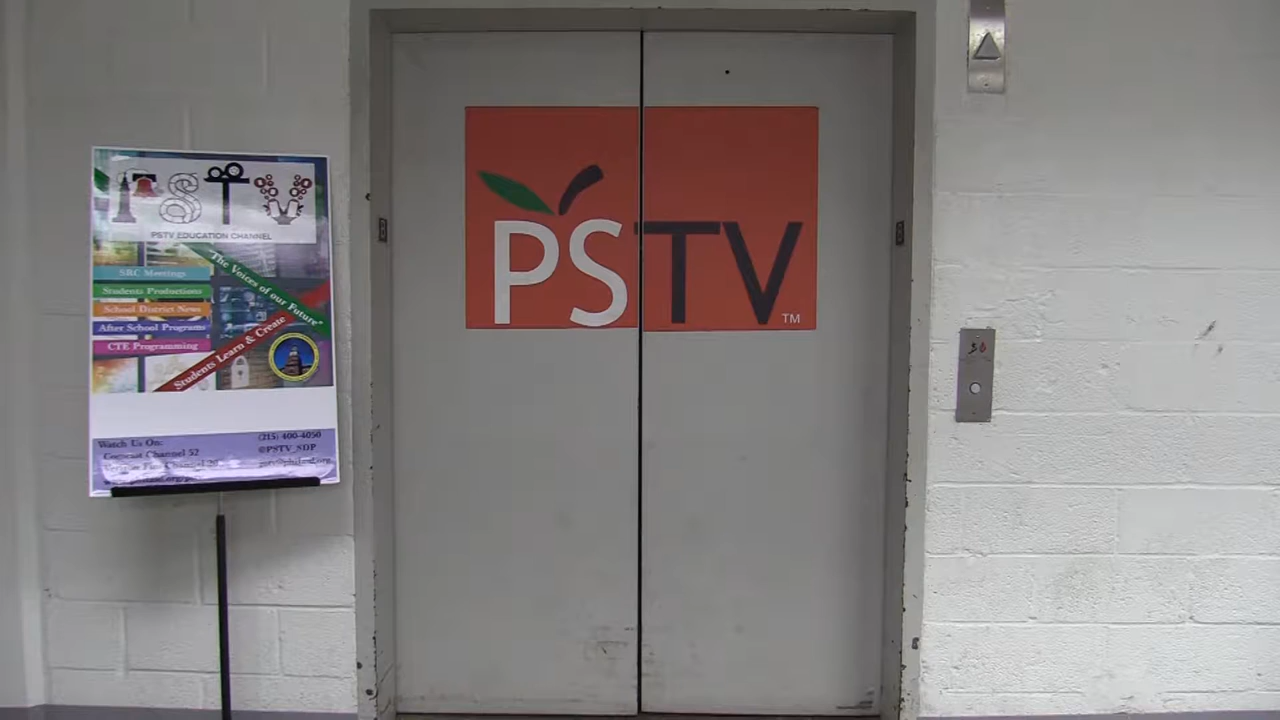 PSTV
PSTV EDUCATION CHANNEL
The Voices of our Future"
SRC Meetings
Students Productions
School District News
After School Programs
CTE Programming
Students Learn & Create
Watch Us On:
Comcast Channel 52
(215) 400-4050
@PSTV_SDP
PSTV
TM